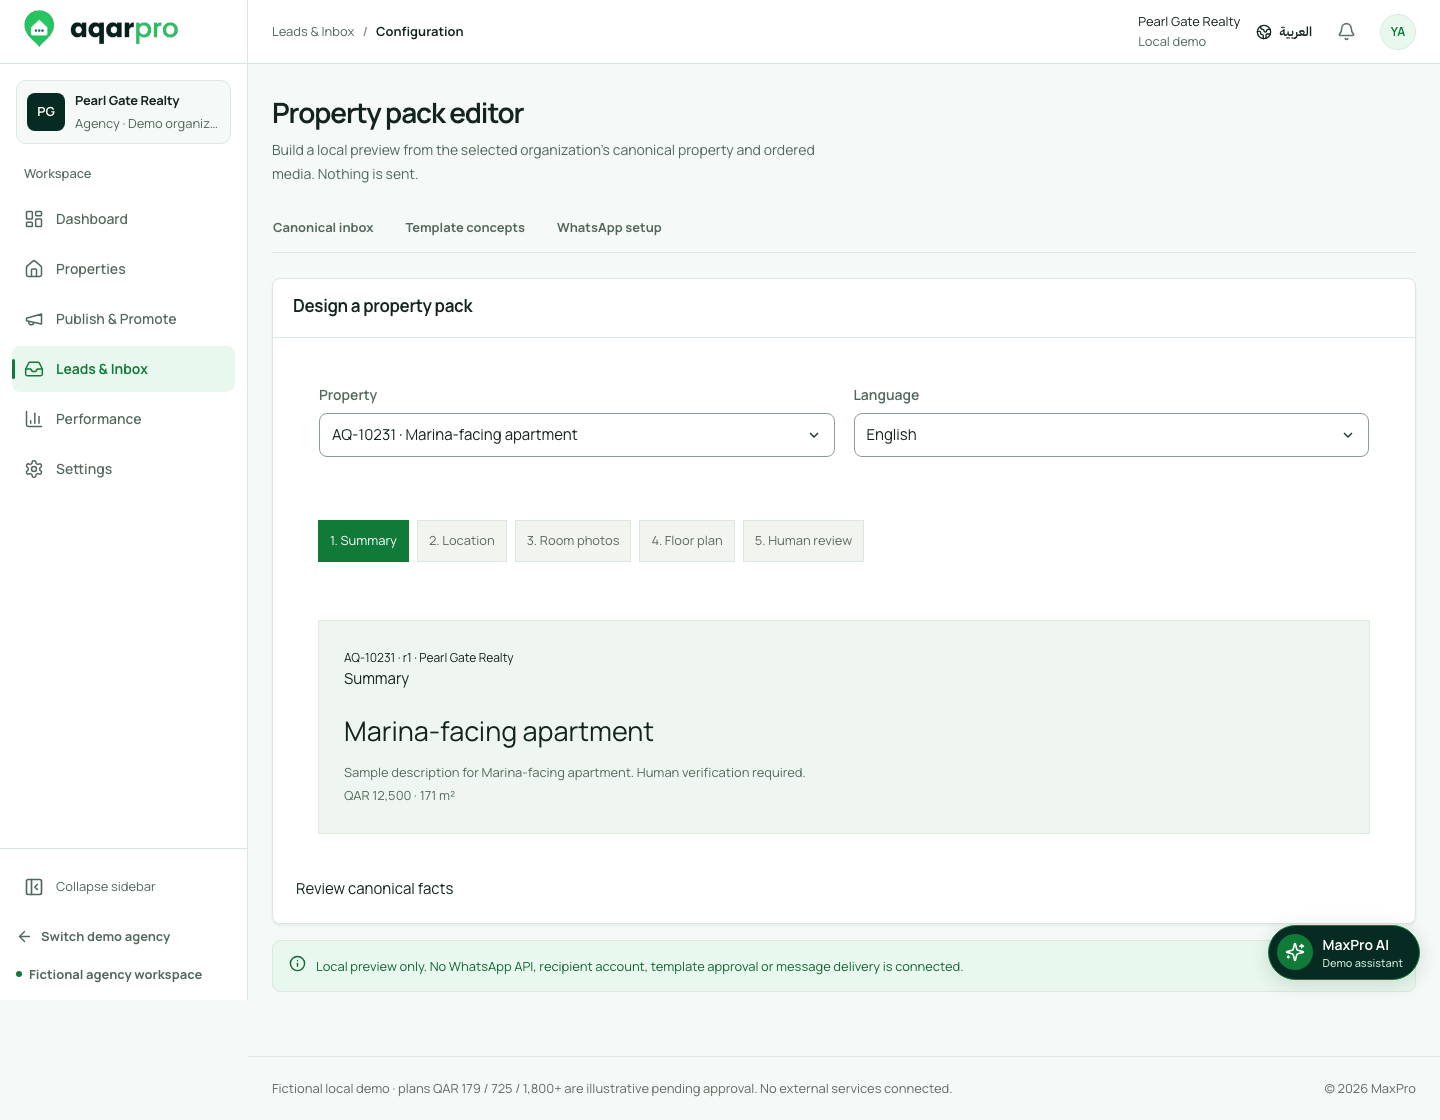 aqarpro
Leads & Inbox / Configuration
Pearl Gate Realty
Local demo
العربية
YA
PG
Pearl Gate Realty
Agency · Demo organiz...
Workspace
Dashboard
Properties
Publish & Promote
Leads & Inbox
Performance
Settings
Collapse sidebar
Switch demo agency
Fictional agency workspace
Property pack editor
Build a local preview from the selected organization's canonical property and ordered
media. Nothing is sent.
Canonical inbox
Template concepts
WhatsApp setup
Design a property pack
Property
Language
AQ-10231 · Marina-facing apartment
English
1. Summary
2. Location
3. Room photos
4. Floor plan
5. Human review
AQ-10231 · r1 · Pearl Gate Realty
Summary
Marina-facing apartment
Sample description for Marina-facing apartment. Human verification required.
QAR 12,500 · 171 m²
Review canonical facts
Local preview only. No WhatsApp API, recipient account, template approval or message delivery is connected.
MaxPro AI
Demo assistant
Fictional local demo · plans QAR 179 / 725 / 1,800+ are illustrative pending approval. No external services connected.
© 2026 MaxPro